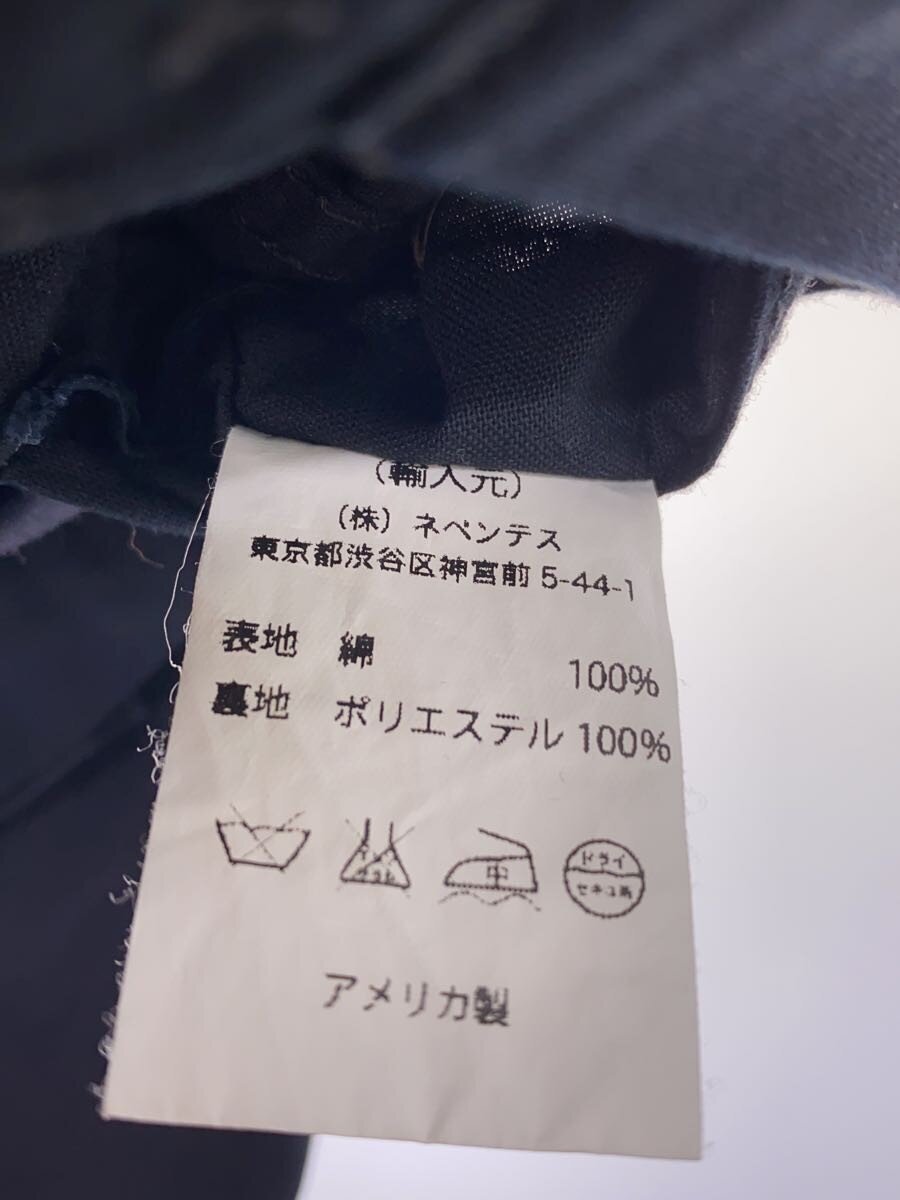 (輸入元)
(株) ネペンテス
東京都渋谷区神宮前 5-44-1
表地 綿 100%
裏地 ポリエステル 100%
中
ドライ
セキユ系
アメリカ製